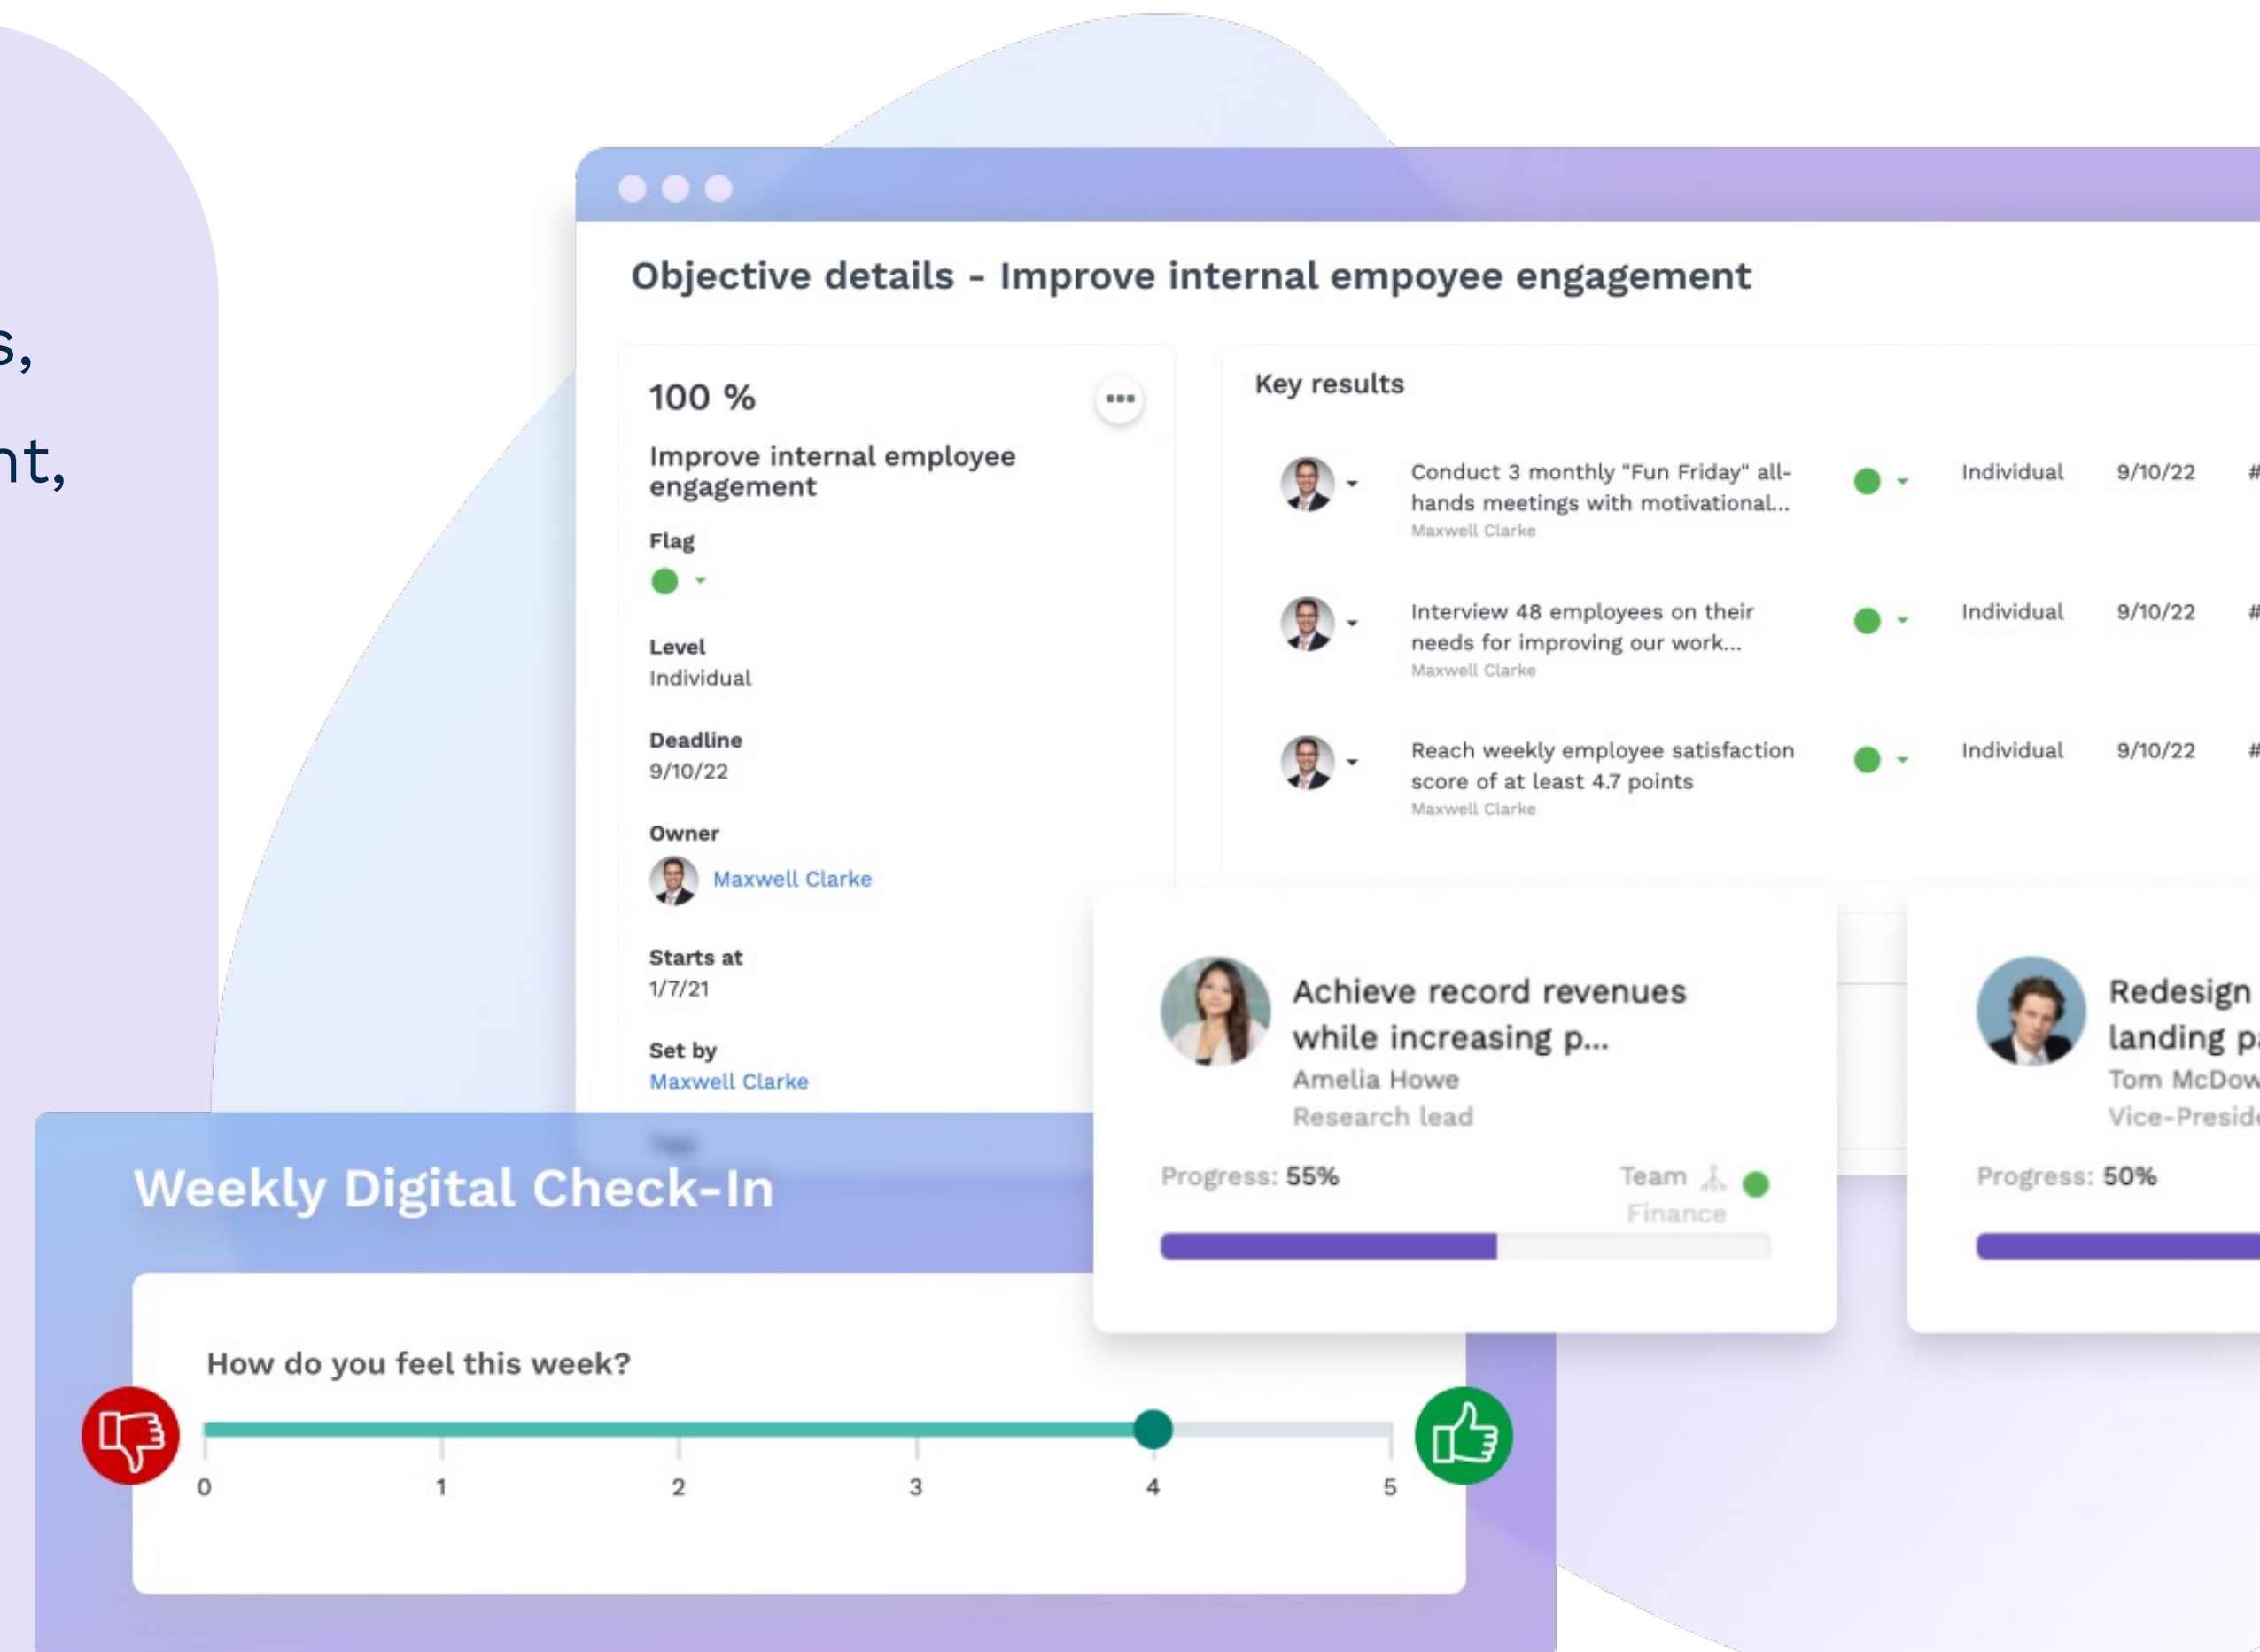 s,
nt,
Objective details - Improve internal empoyee engagement
100 %
Improve internal employee
engagement
Flag
Level
Individual
Deadline
9/10/22
Owner
Maxwell Clarke
Starts at
1/7/21
Set by
Maxwell Clarke
Key results
Conduct 3 monthly "Fun Friday" all-
hands meetings with motivational...
Maxwell Clarke
Individual
9/10/22
#
Interview 48 employees on their
needs for improving our work...
Maxwell Clarke
Individual
9/10/22
#
Reach weekly employee satisfaction
score of at least 4.7 points
Maxwell Clarke
Individual
9/10/22
#
Achieve record revenues
while increasing p...
Amelia Howe
Research lead
Progress: 55%
Team
Finance
Redesign
landing pa
Tom McDow
Vice-Preside
Progress: 50%
Weekly Digital Check-In
How do you feel this week?
0 1 2 3 4 5